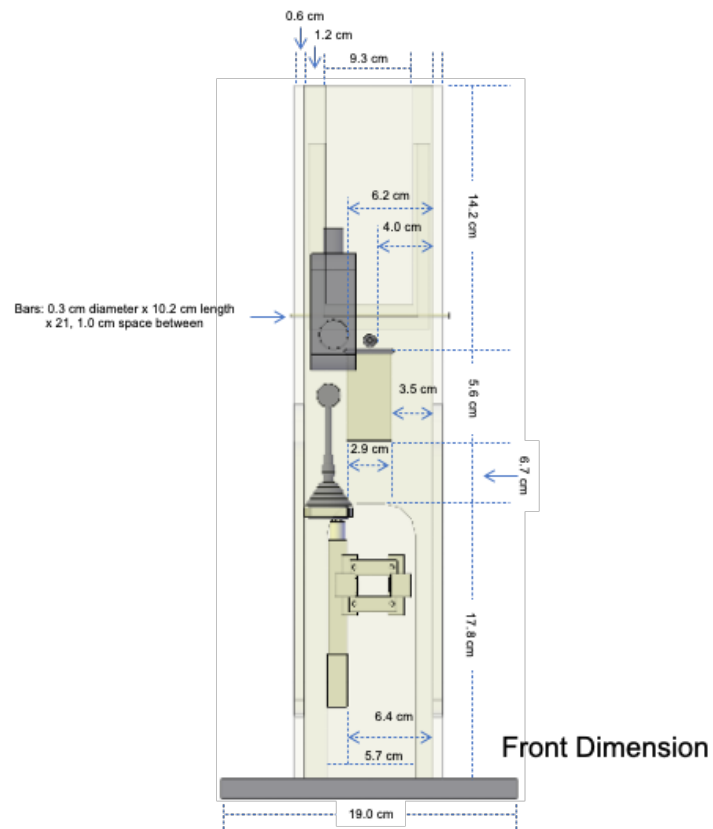 0.6 cm
1.2 cm
9.3 cm
6.2 cm
14.2 cm
4.0 cm
Bars: 0.3 cm diameter x 10.2 cm length
x 21, 1.0 cm space between
3.5 cm
5.6 cm
2.9 cm
6.7 cm
17.8 cm
6.4 cm
Front Dimension
5.7 cm
19.0 cm